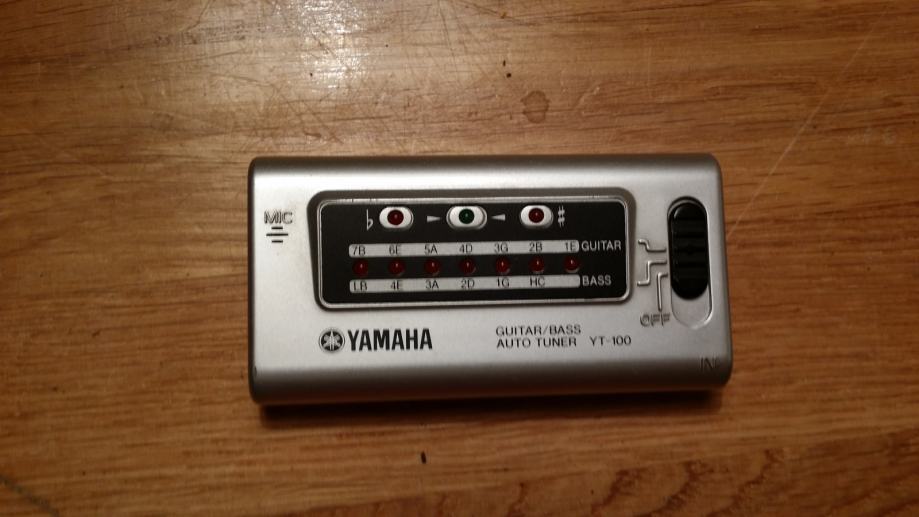 MIC
♭ ► ◄ ♯
7B 6E 5A 4D 3G 2B 1E GUITAR
LB 4E 3A 2D 1G HC BASS
OFF
YAMAHA
GUITAR/BASS
AUTO TUNER YT-100
IN